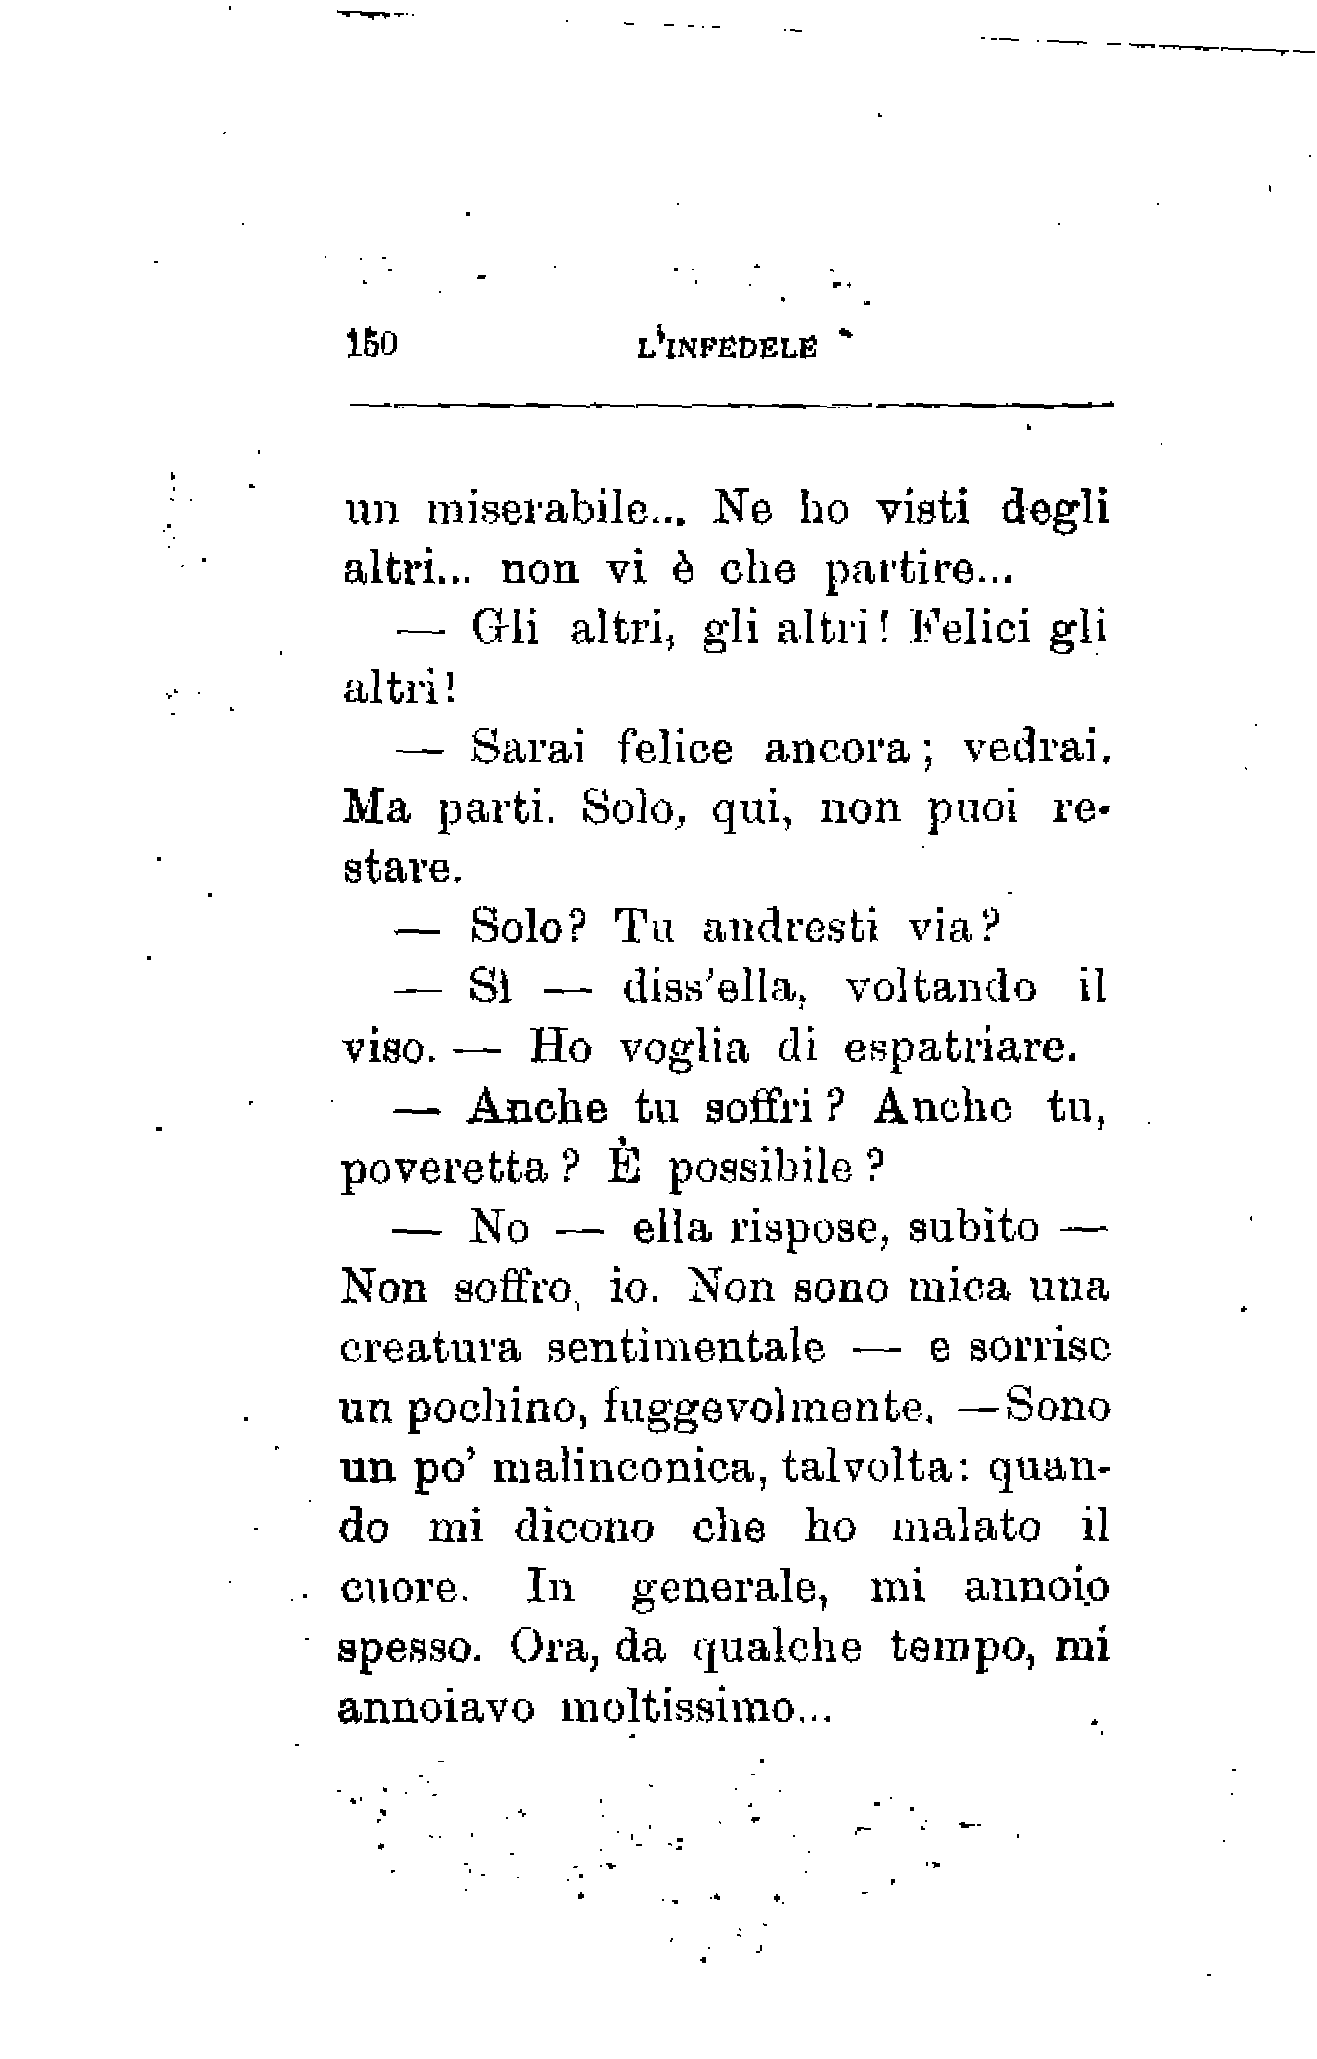 150 L'INFEDELE
un miserabile... Ne ho visti degli
altri... non vi è che partire...
— Gli altri, gli altri! Felici gli
altri!
— Sarai felice ancora; vedrai.
Ma parti. Solo, qui, non puoi re-
stare.
— Solo? Tu andresti via?
— Sì — diss'ella, voltando il
viso. — Ho voglia di espatriare.
— Anche tu soffri? Anche tu,
poveretta? È possibile?
— No — ella rispose, subito —
Non soffro, io. Non sono mica una
creatura sentimentale — e sorrise
un pochino, fuggevolmente. —Sono
un po' malinconica, talvolta: quan-
do mi dicono che ho malato il
cuore. In generale, mi annoio
spesso. Ora, da qualche tempo, mi
annoiavo moltissimo...